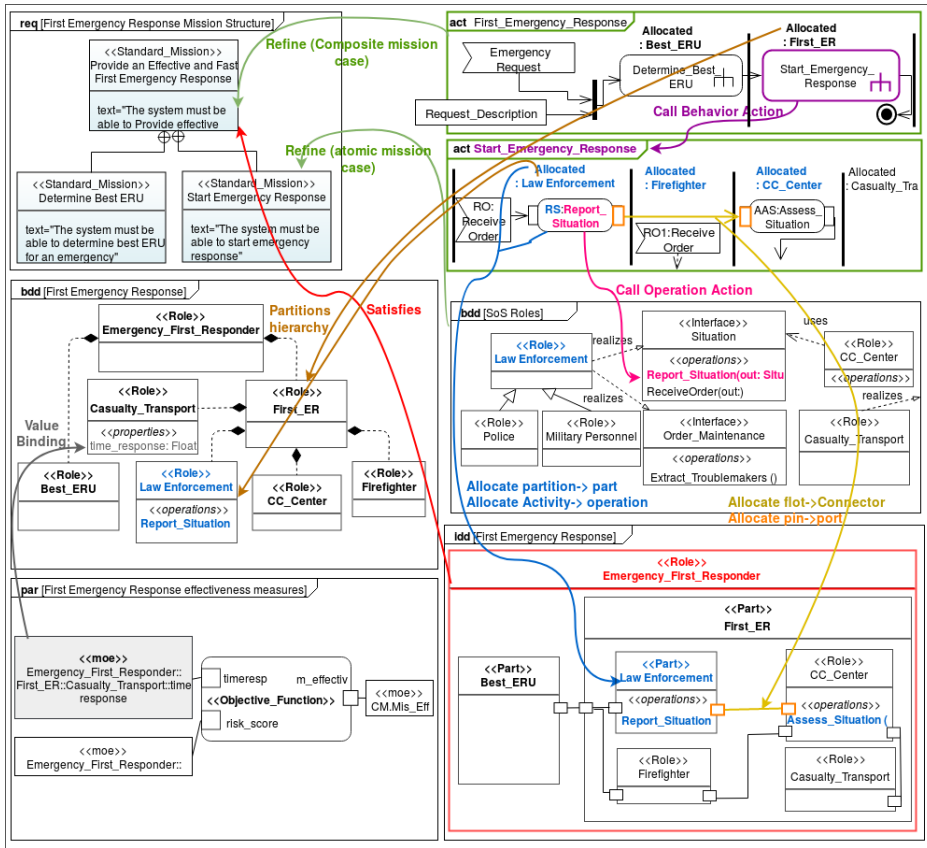 req [First Emergency Response Mission Structure]
<<Standard_Mission>>
Provide an Effective and Fast
First Emergency Response
text="The system must be
able to Provide effective
<<Standard_Mission>>
Determine Best ERU
text="The system must be
able to determine best ERU
for an emergency"
<<Standard_Mission>>
Start Emergency Response
text="The system must be
able to start emergency
response"
Refine (Composite mission
case)
Refine (atomic mission
case)
act First_Emergency_Response
Emergency
Request
Request_Description
Allocated
: Best_ERU
Determine_Best_
ERU
Allocated
: First_ER
Start_Emergency_
Response
Call Behavior Action
act Start_Emergency_Response
Allocated
: Law Enforcement
RO:
Receive
Order
RS:Report_
Situation
Allocated
: Firefighter
RO1:Receive
Order
Allocated
: CC_Center
AAS:Assess_
Situation
Allocated
: Casualty_Tra
Call Operation Action
bdd [First Emergency Response]
<<Role>>
Emergency_First_Responder
Partitions
hierarchy
Satisfies
<<Role>>
Casualty_Transport
<<properties>>
time_response: Float
<<Role>>
First_ER
Value
Binding
<<Role>>
Best_ERU
<<Role>>
Law Enforcement
<<operations>>
Report_Situation
<<Role>>
CC_Center
<<Role>>
Firefighter
bdd [SoS Roles]
<<Role>>
Law Enforcement
realizes
<<Interface>>
Situation
<<operations>>
Report_Situation(out: Situ
ReceiveOrder(out:)
uses
<<Role>>
CC_Center
<<operations>>
realizes
realizes
<<Role>>
Police
<<Role>>
Military Personnel
<<Interface>>
Order_Maintenance
<<operations>>
Extract_Troublemakers ()
<<Role>>
Casualty_Transport
Allocate partition-> part
Allocate Activity-> operation
Allocate flot->Connector
Allocate pin->port
par [First Emergency Response effectiveness measures]
<<moe>>
Emergency_First_Responder::
First_ER::Casualty_Transport::time
response
<<moe>>
Emergency_First_Responder::
timeresp
m_effectiv
<<Objective_Function>>
risk_score
<<moe>>
CM.Mis_Eff
idd [First Emergency Response]
<<Role>>
Emergency_First_Responder
<<Part>>
First_ER
<<Part>>
Best_ERU
<<Part>>
Law Enforcement
<<operations>>
Report_Situation
<<Role>>
CC_Center
<<operations>>
Assess_Situation (
<<Role>>
Firefighter
<<Role>>
Casualty_Transport